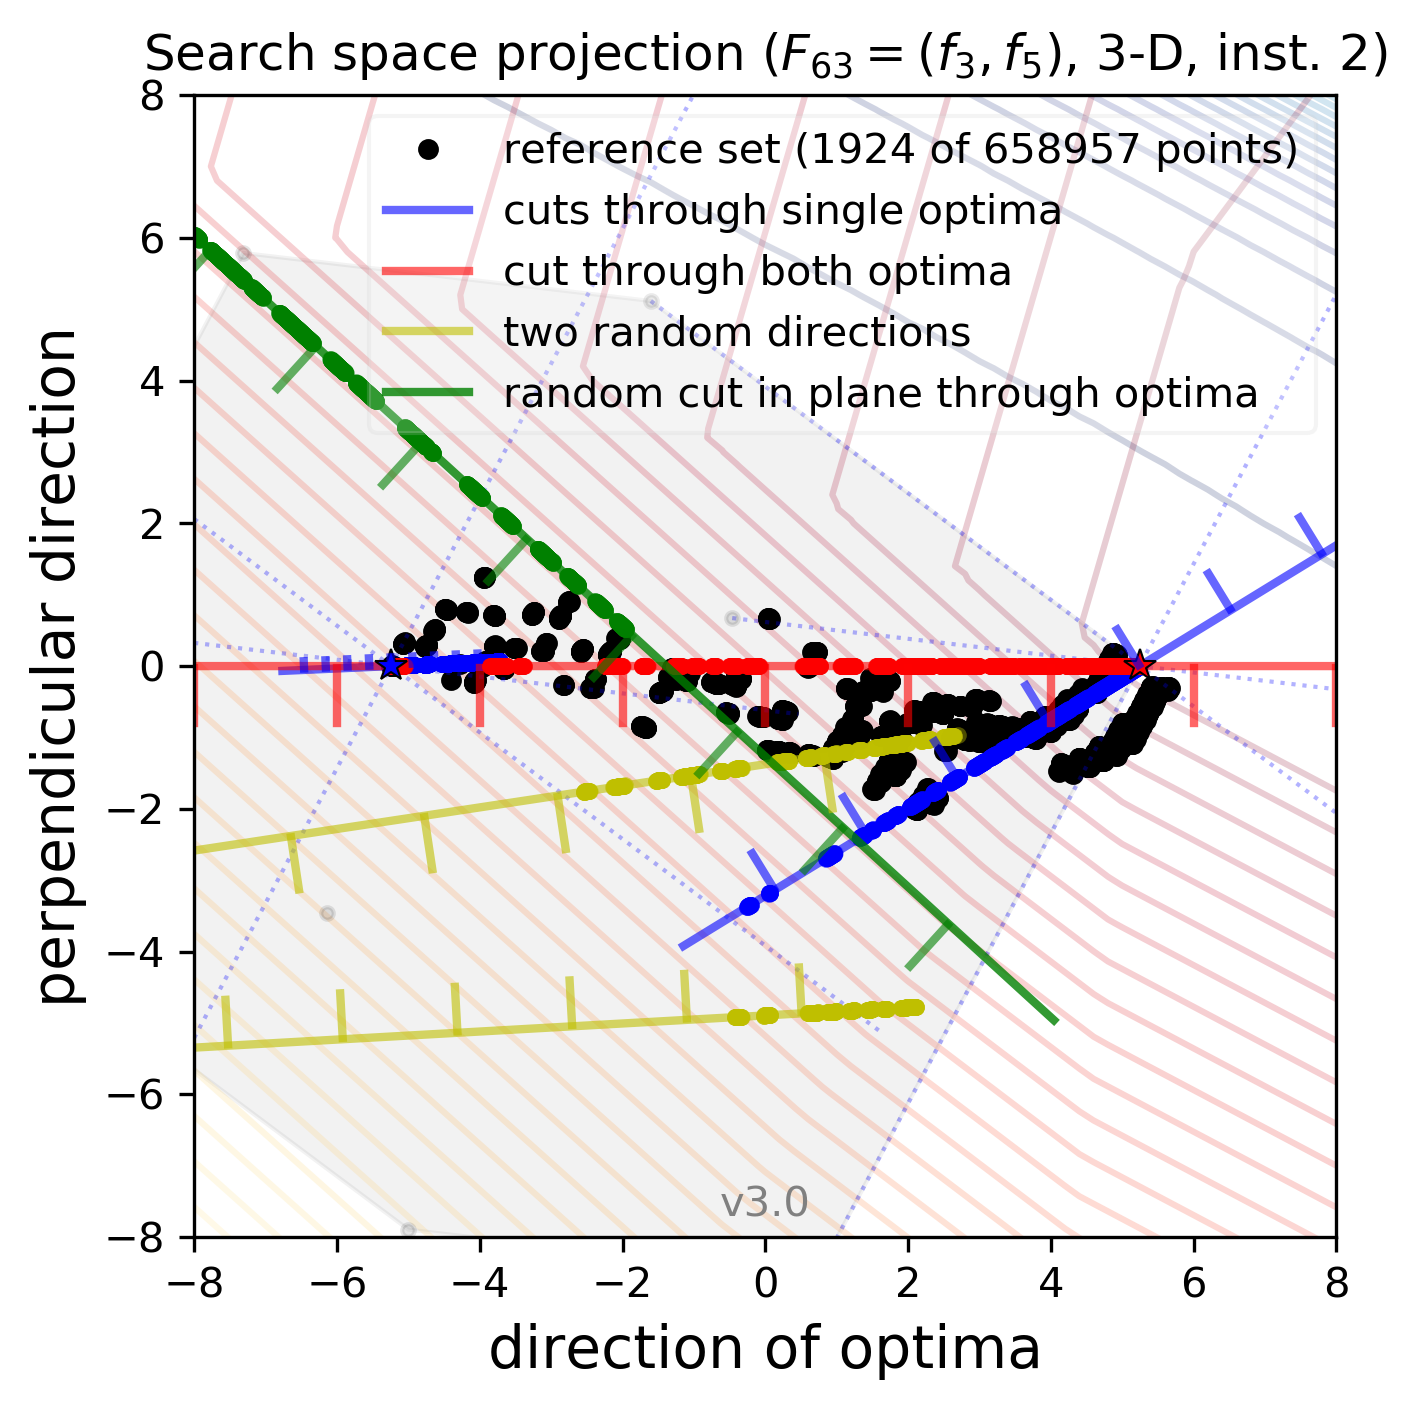 Search space projection (F63 = (f3, f5), 3-D, inst. 2)
reference set (1924 of 658957 points)
cuts through single optima
cut through both optima
two random directions
random cut in plane through optima
perpendicular direction
8
6
4
2
0
−2
−4
−6
−8
v3.0
−8 −6 −4 −2 0 2 4 6 8
direction of optima